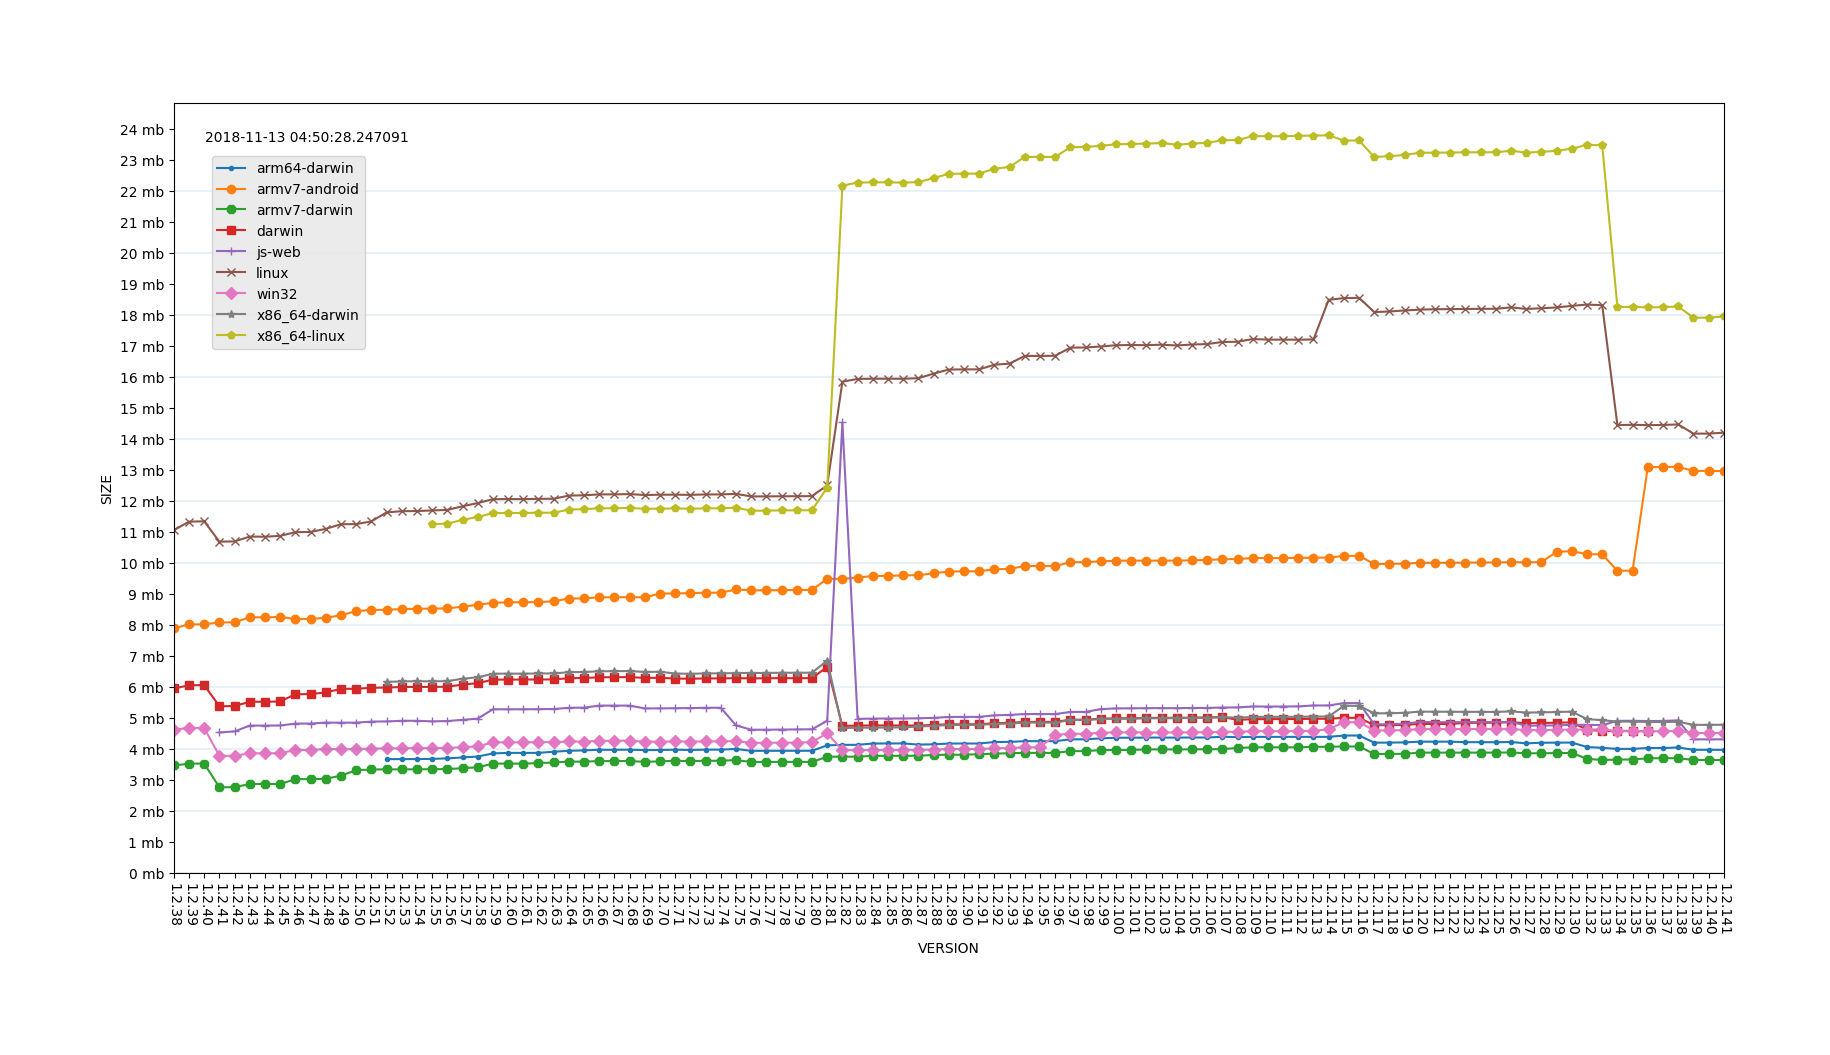 2018-11-13 04:50:28.247091
arm64-darwin
armv7-android
armv7-darwin
darwin
js-web
linux
win32
x86_64-darwin
x86_64-linux
24 mb
23 mb
22 mb
21 mb
20 mb
19 mb
18 mb
17 mb
16 mb
15 mb
14 mb
13 mb
12 mb
11 mb
10 mb
9 mb
8 mb
7 mb
6 mb
5 mb
4 mb
3 mb
2 mb
1 mb
0 mb
SIZE
1.2.38
1.2.39
1.2.40
1.2.41
1.2.42
1.2.43
1.2.44
1.2.45
1.2.46
1.2.47
1.2.48
1.2.49
1.2.50
1.2.51
1.2.52
1.2.53
1.2.54
1.2.55
1.2.56
1.2.57
1.2.58
1.2.59
1.2.60
1.2.61
1.2.62
1.2.63
1.2.64
1.2.65
1.2.66
1.2.67
1.2.68
1.2.69
1.2.70
1.2.71
1.2.72
1.2.73
1.2.74
1.2.75
1.2.76
1.2.77
1.2.78
1.2.79
1.2.80
1.2.81
1.2.82
1.2.83
1.2.84
1.2.85
1.2.86
1.2.87
1.2.88
1.2.89
1.2.90
1.2.91
1.2.92
1.2.93
1.2.94
1.2.95
1.2.96
1.2.97
1.2.98
1.2.99
1.2.100
1.2.101
1.2.102
1.2.103
1.2.104
1.2.105
1.2.106
1.2.107
1.2.108
1.2.109
1.2.110
1.2.111
1.2.112
1.2.113
1.2.114
1.2.115
1.2.116
1.2.117
1.2.118
1.2.119
1.2.120
1.2.121
1.2.122
1.2.123
1.2.124
1.2.125
1.2.126
1.2.127
1.2.128
1.2.129
1.2.130
1.2.132
1.2.133
1.2.134
1.2.135
1.2.136
1.2.137
1.2.138
1.2.139
1.2.140
1.2.141
VERSION